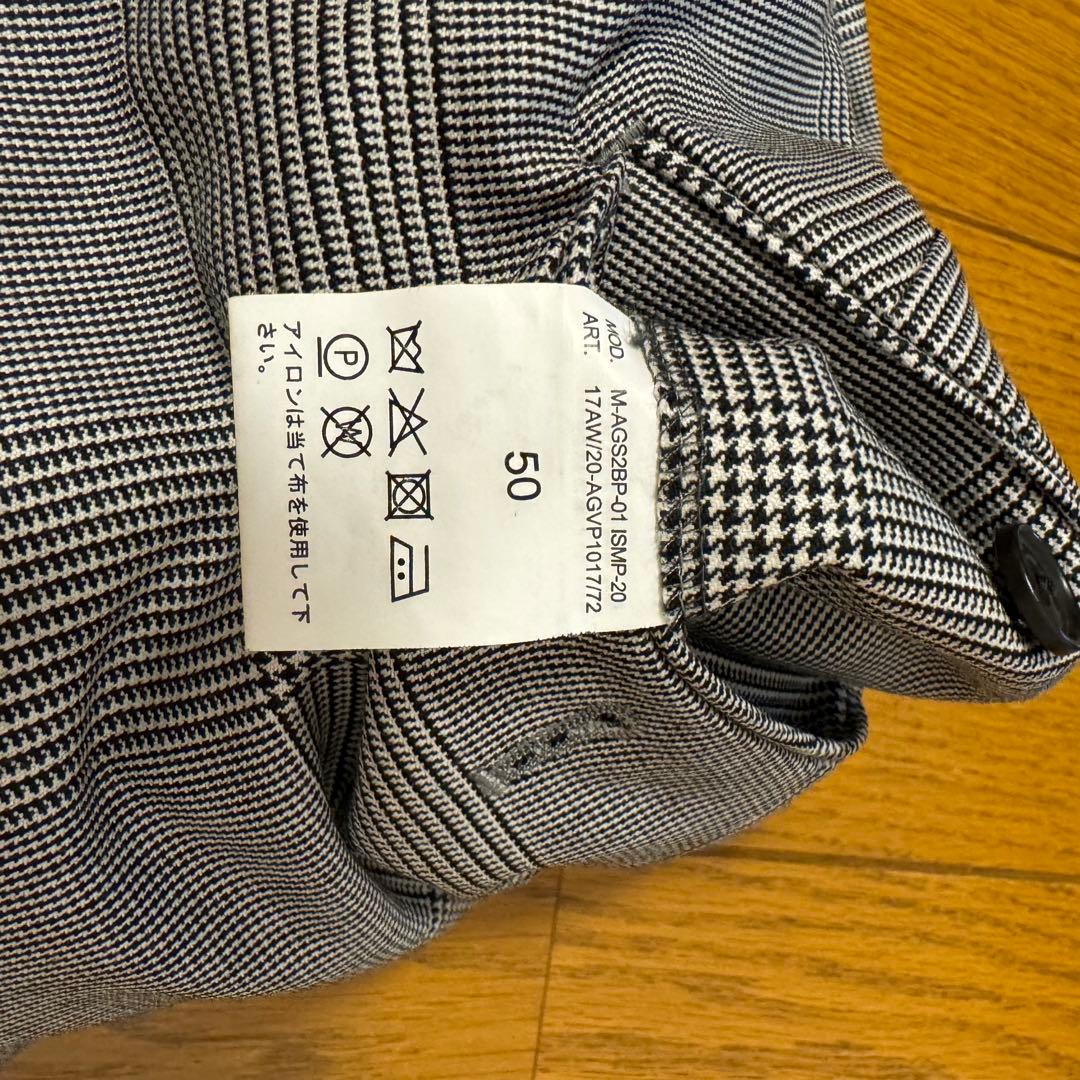 MOD. M-AGS2BP-01 ISMP-20
ART. 17AW/20-AGVP1017/72
50
P
W
アイロンは当て布を使用して下
さい。